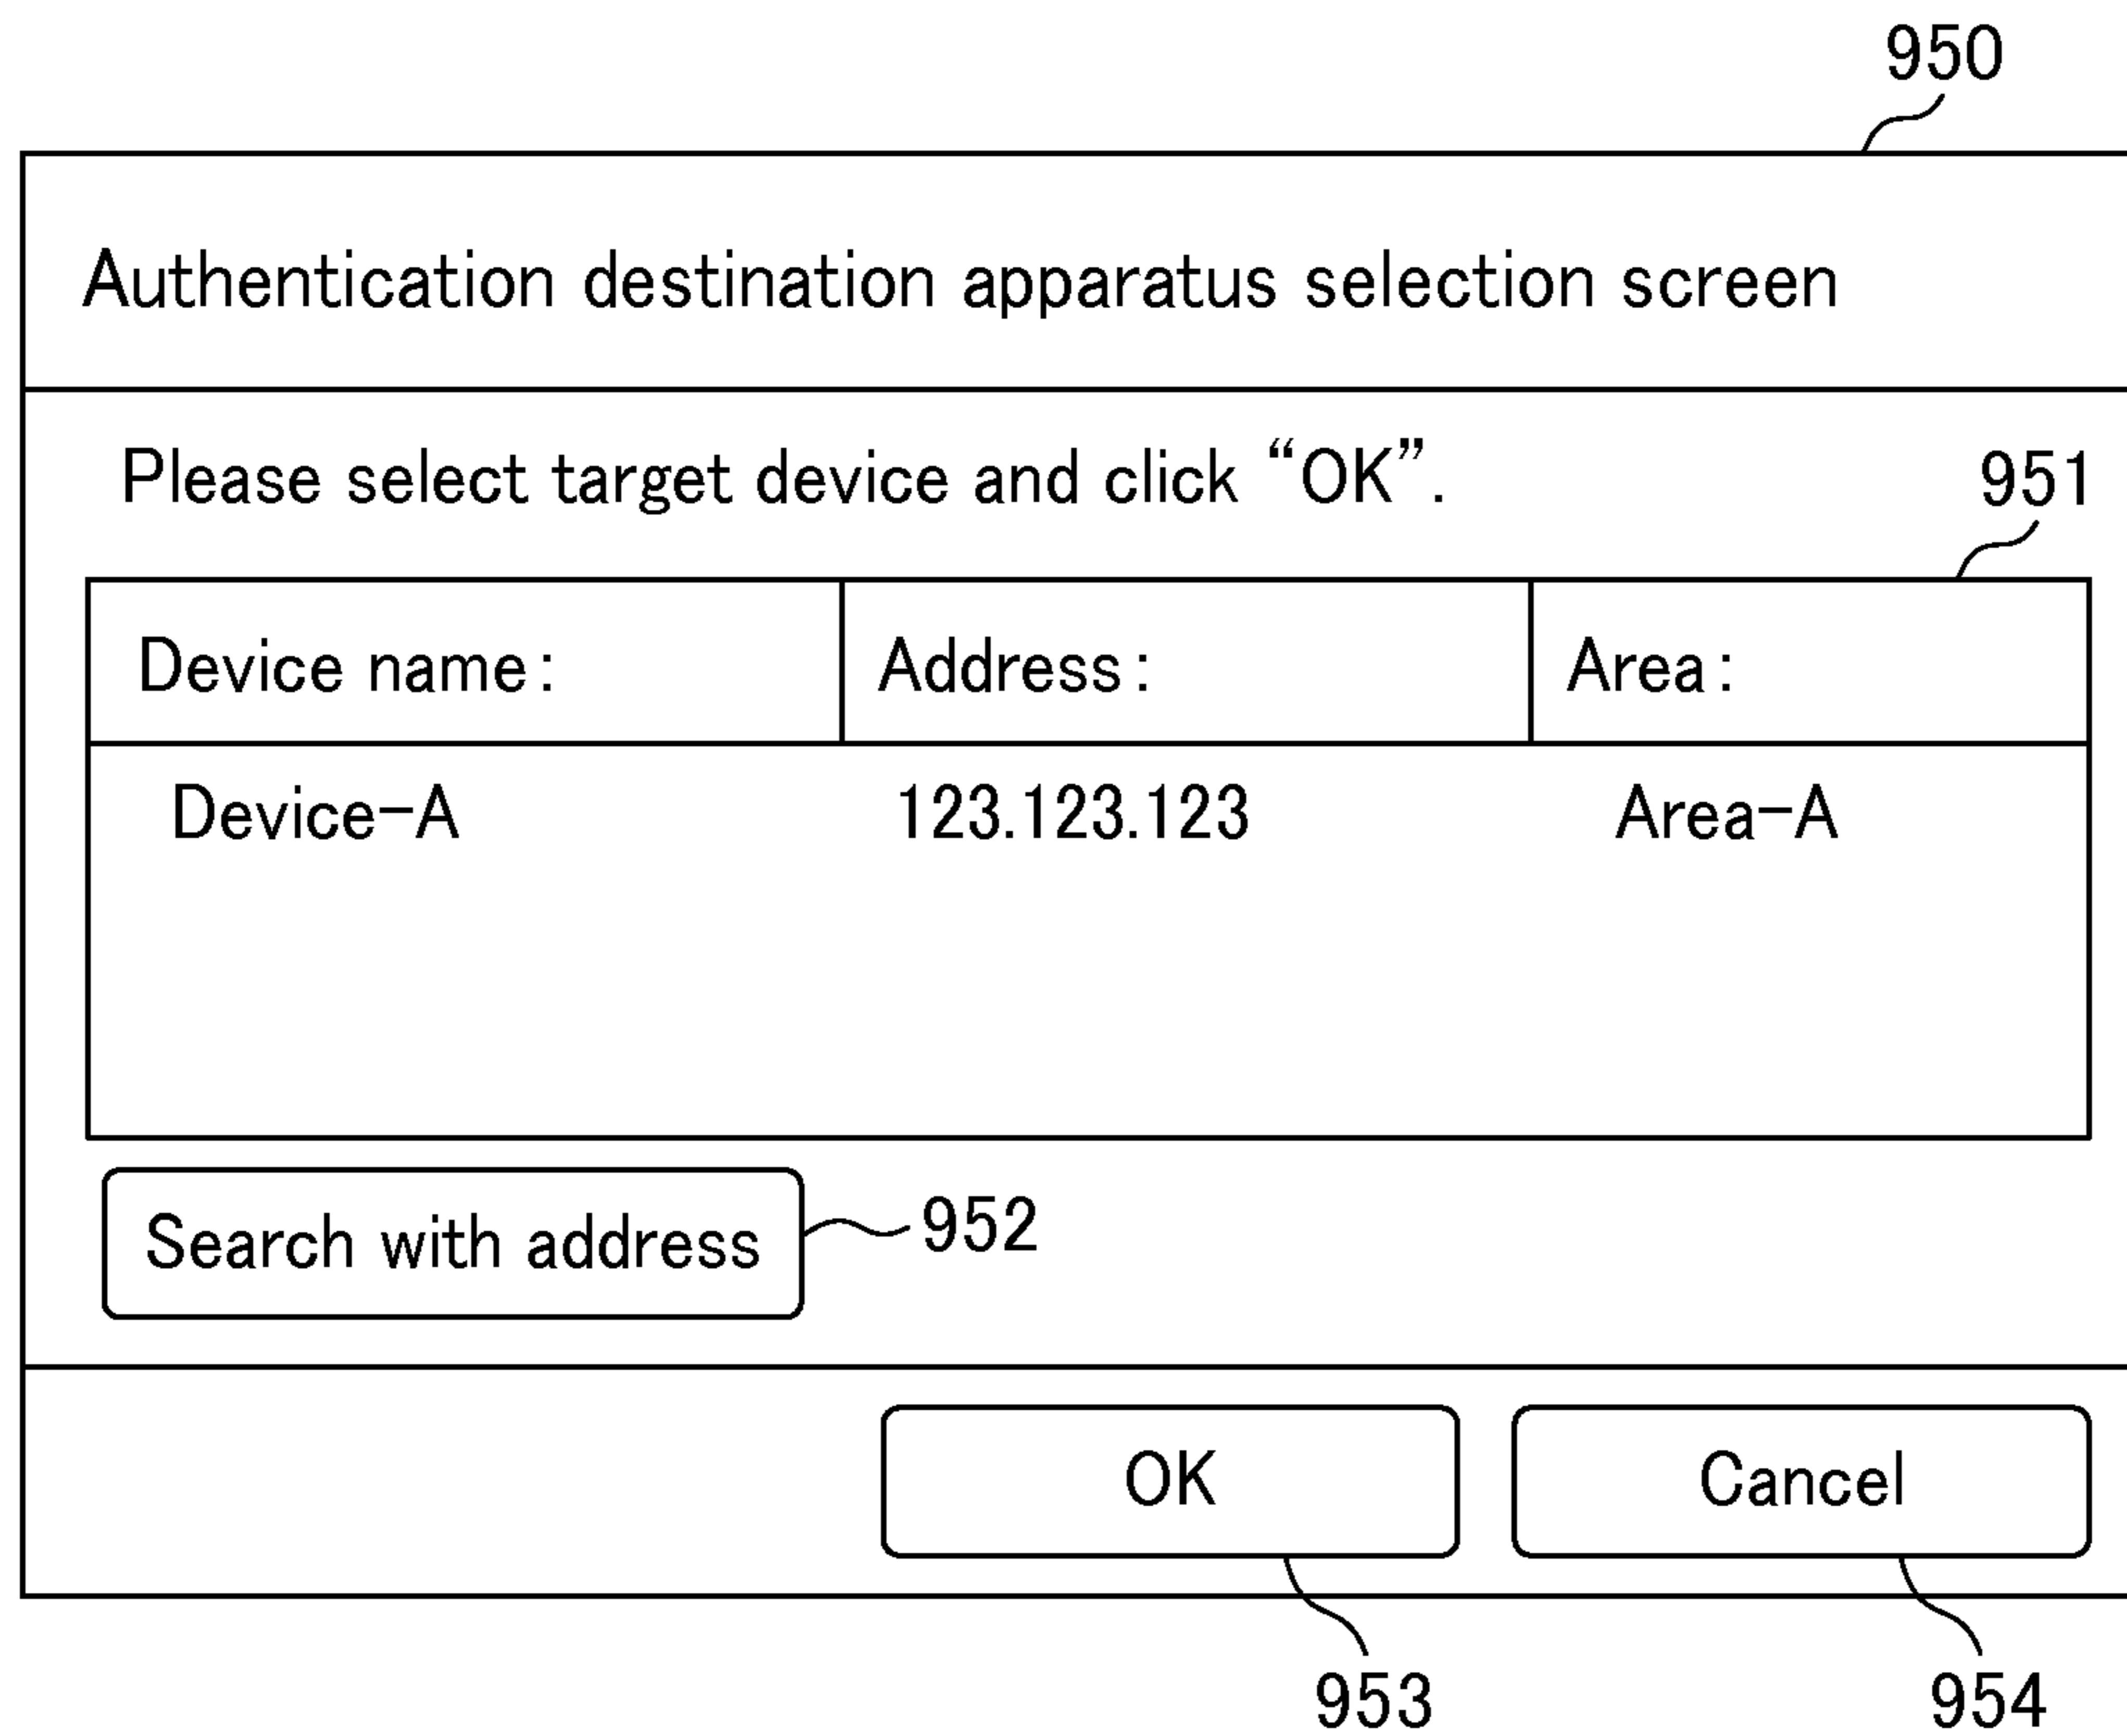 950
Authentication destination apparatus selection screen
Please select target device and click “OK”.
951
Device name: Address: Area:
Device-A 123.123.123 Area-A
Search with address 952
OK Cancel
953 954